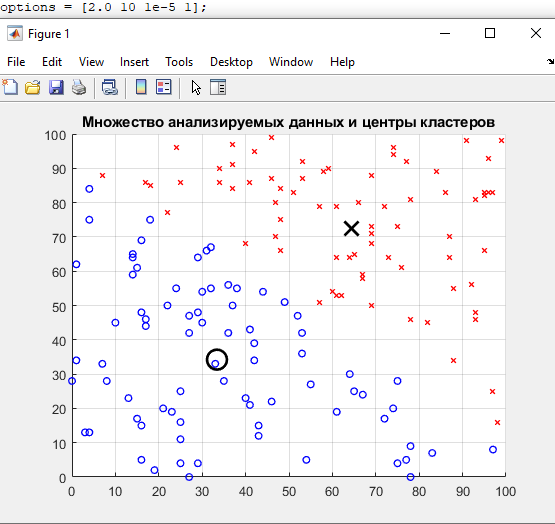 options = [2.0 10 1e-5 1];
Figure 1
File Edit View Insert Tools Desktop Window Help
Множество анализируемых данных и центры кластеров
100
90
80
70
60
50
40
30
20
10
0
0 10 20 30 40 50 60 70 80 90 100